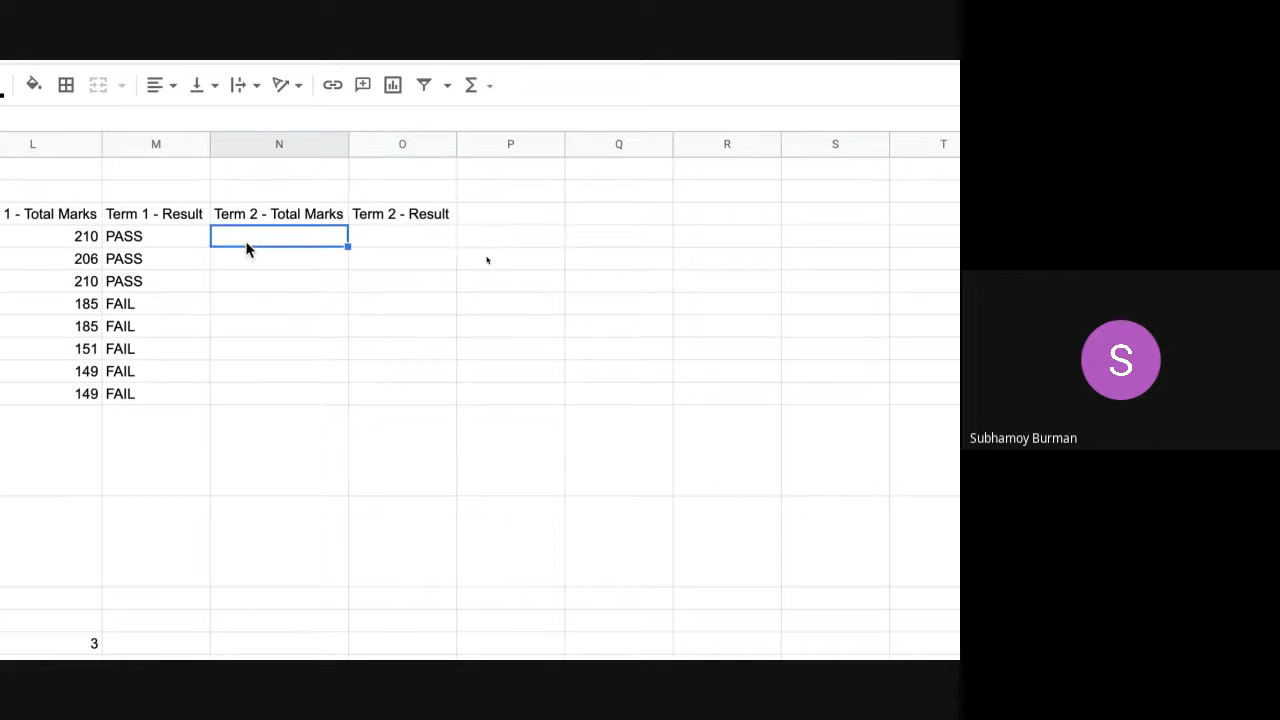 L M N O P Q R S T
1 - Total Marks Term 1 - Result Term 2 - Total Marks Term 2 - Result
210 PASS
206 PASS
210 PASS
185 FAIL
185 FAIL
151 FAIL
149 FAIL
149 FAIL
3
S
Subhamoy Burman